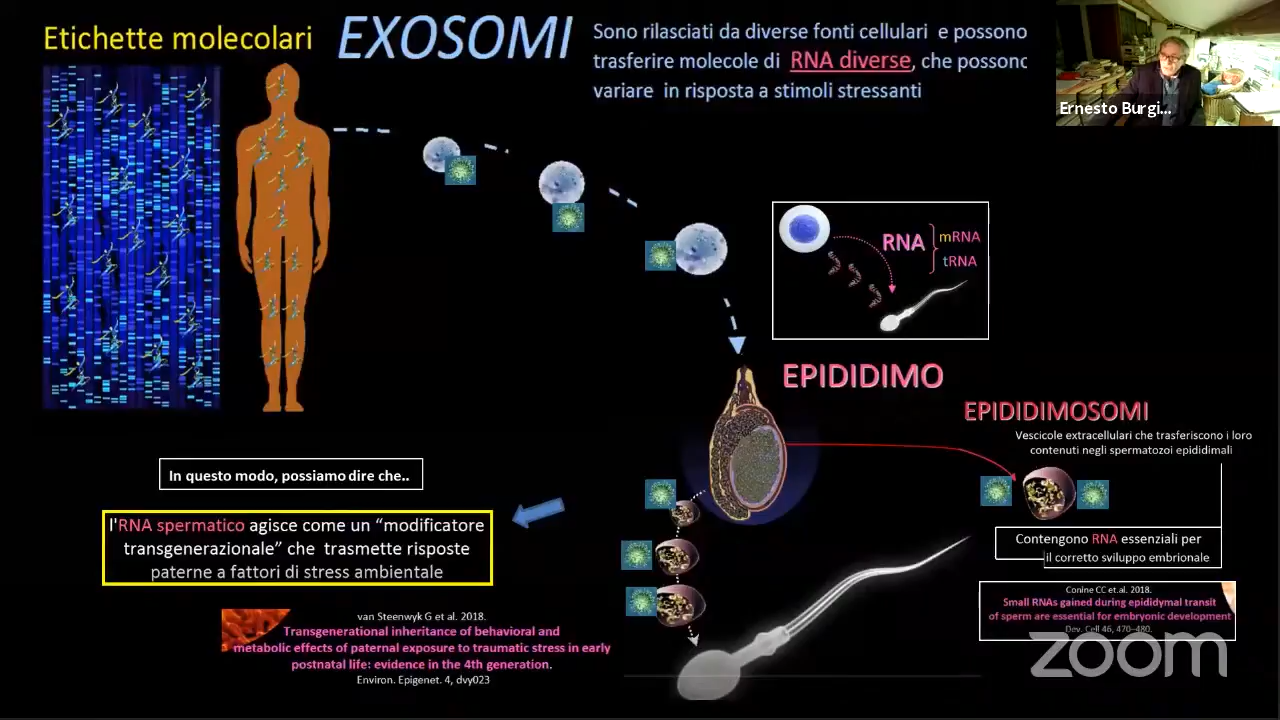 Etichette molecolari
EXOSOMI
Sono rilasciati da diverse fonti cellulari e possono
trasferire molecole di RNA diverse, che possono
variare in risposta a stimoli stressanti
Ernesto Burgi...
RNA
mRNA
tRNA
EPIDIDIMO
EPIDIDIMOSOMI
Vescicole extracellulari che trasferiscono i loro
contenuti negli spermatozoi epididimali
In questo modo, possiamo dire che..
l'RNA spermatico agisce come un “modificatore
transgenerazionale” che trasmette risposte
paterne a fattori di stress ambientale
Contengono RNA essenziali per
il corretto sviluppo embrionale
Conine CC et.al. 2018.
Small RNAs gained during epididymal transit
of sperm are essential for embryonic development
Dev. Cell 46, 470–480.
van Steenwyk G et al. 2018.
Transgenerational inheritance of behavioral and
metabolic effects of paternal exposure to traumatic stress in early
postnatal life: evidence in the 4th generation.
Environ. Epigenet. 4, dvy023
zoom